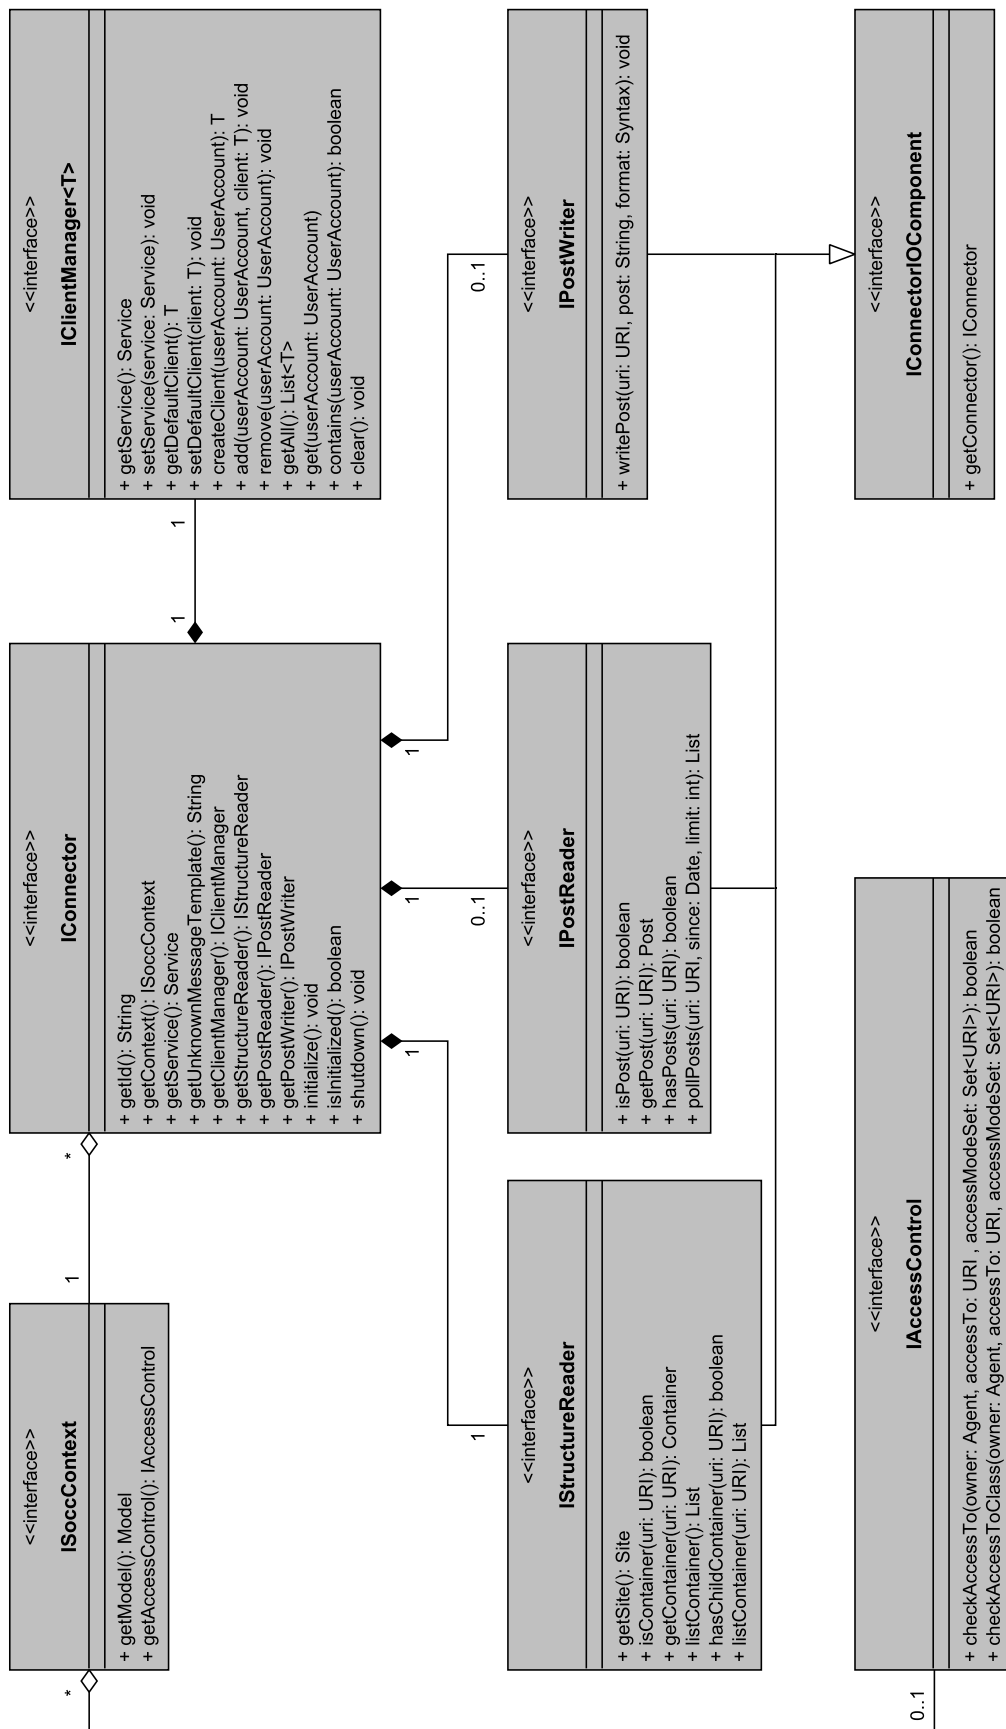 <<interface>>
ISoccContext
+ getModel(): Model
+ getAccessControl(): IAccessControl
*
1
*
<<interface>>
IConnector
+ getId(): String
+ getContext(): ISoccContext
+ getService(): Service
+ getUnknownMessageTemplate(): String
+ getClientManager(): IClientManager
+ getStructureReader(): IStructureReader
+ getPostReader(): IPostReader
+ getPostWriter(): IPostWriter
+ initialize(): void
+ isInitialized(): boolean
+ shutdown(): void
1
1
<<interface>>
IClientManager<T>
+ getService(): Service
+ setService(service: Service): void
+ getDefaultClient(): T
+ setDefaultClient(client: T): void
+ createClient(userAccount: UserAccount): T
+ add(userAccount: UserAccount, client: T): void
+ remove(userAccount: UserAccount): void
+ getAll(): List<T>
+ get(userAccount: UserAccount)
+ contains(userAccount: UserAccount): boolean
+ clear(): void
1
1
1
1
0..1
0..1
<<interface>>
IStructureReader
+ getSite(): Site
+ isContainer(uri: URI): boolean
+ getContainer(uri: URI): Container
+ listContainer(): List
+ hasChildContainer(uri: URI): boolean
+ listContainer(uri: URI): List
<<interface>>
IPostReader
+ isPost(uri: URI): boolean
+ getPost(uri: URI): Post
+ hasPosts(uri: URI): boolean
+ pollPosts(uri: URI, since: Date, limit: int): List
<<interface>>
IPostWriter
+ writePost(uri: URI, post: String, format: Syntax): void
<<interface>>
IAccessControl
+ checkAccessTo(owner: Agent, accessTo: URI , accessModeSet: Set<URI>): boolean
+ checkAccessToClass(owner: Agent, accessTo: URI, accessModeSet: Set<URI>): boolean
0..1
<<interface>>
IConnectorIOComponent
+ getConnector(): IConnector